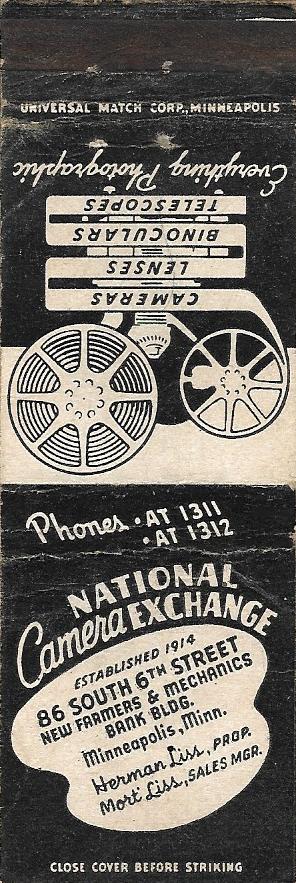 UNIVERSAL MATCH CORP., MINNEAPOLIS
Everything Photographic
TELESCOPES
BINOCULARS
LENSES
CAMERAS
Phones • AT 1311
• AT 1312
NATIONAL
Camera EXCHANGE
ESTABLISHED 1914
86 SOUTH 6TH STREET
NEW FARMERS & MECHANICS
BANK BLDG.
Minneapolis, Minn.
Herman Liss, PROP.
Mort Liss, SALES MGR.
CLOSE COVER BEFORE STRIKING